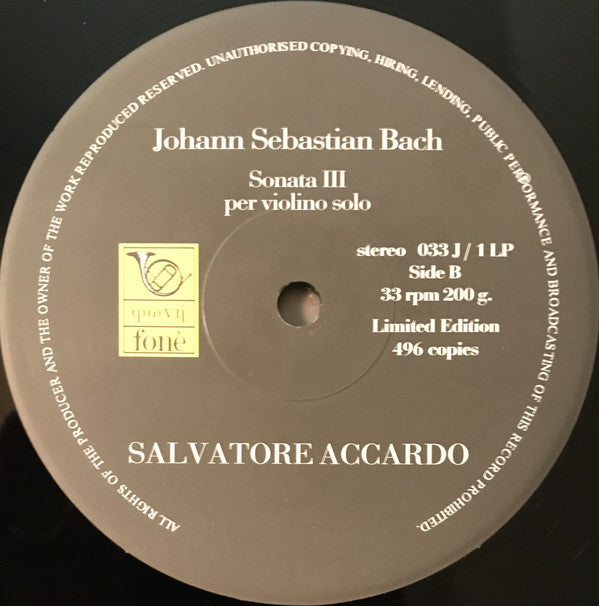 ALL RIGHTS OF THE PRODUCER AND THE OWNER OF THE WORK REPRODUCED RESERVED. UNAUTHORISED COPYING, HIRING, LENDING, PUBLIC PERFORMANCE AND BROADCASTING OF THIS RECORD PROHIBITED.
Johann Sebastian Bach
Sonata III
per violino solo
stereo 033 J / 1 LP
Side B
33 rpm 200 g.
Limited Edition
496 copies
fonè
SALVATORE ACCARDO